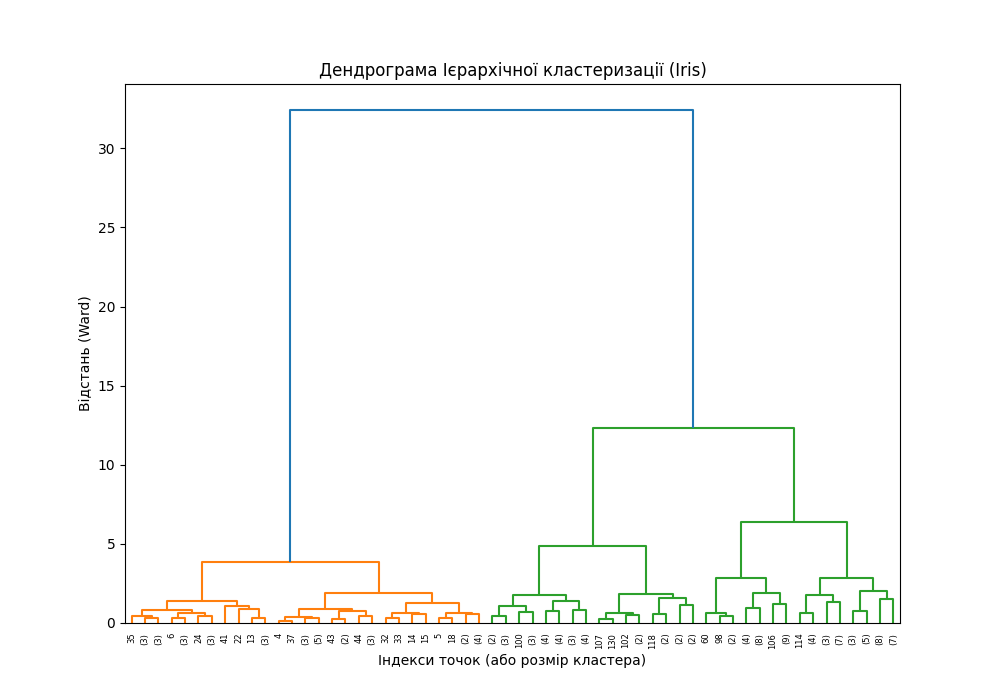 Дендрограма Ієрархічної кластеризації (Iris)
Відстань (Ward)
30
25
20
15
10
5
0
35 (3) (3) 6 (3) 24 (3) 41 22 13 (3) 4 37 (3) (5) 43 (2) 44 (3) 32 33 14 15 5 18 (2) (4) (2) (3) 100 (3) (4) (4) (3) (4) 107 130 102 (2) 118 (2) (2) (2) 60 98 (2) (4) (8) 106 (9) 114 (4) (3) (7) (3) (5) (8) (7)
Індекси точок (або розмір кластера)